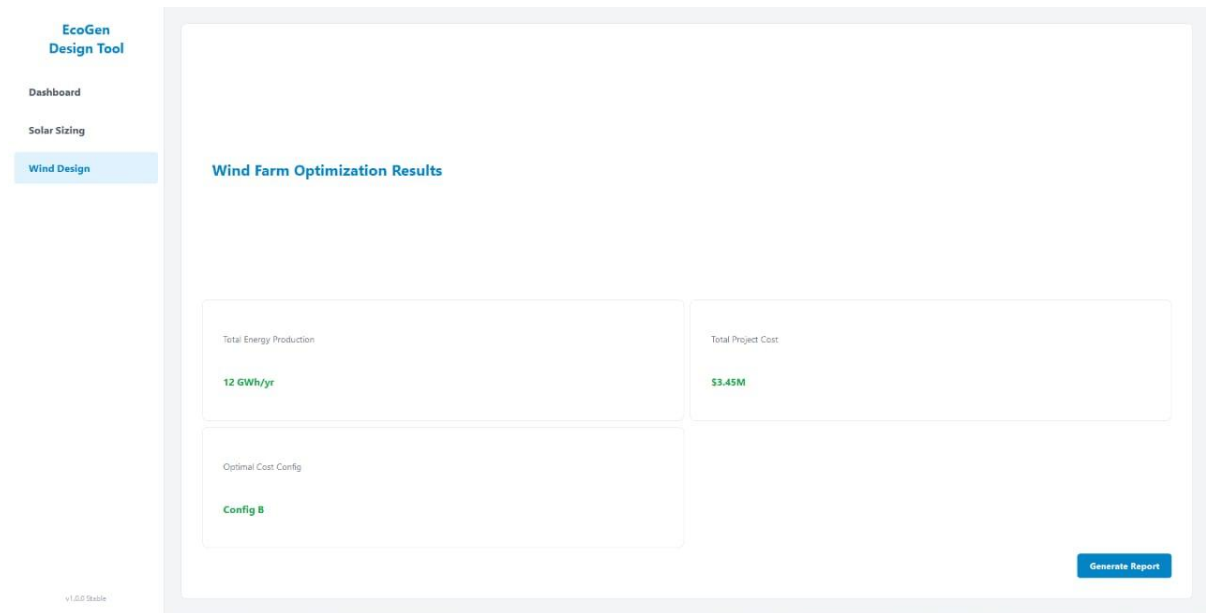 EcoGen
Design Tool
Dashboard
Solar Sizing
Wind Design
Wind Farm Optimization Results
Total Energy Production
12 GWh/yr
Total Project Cost
$3.45M
Optimal Cost Config
Config B
Generate Report
v1.0.0 Stable